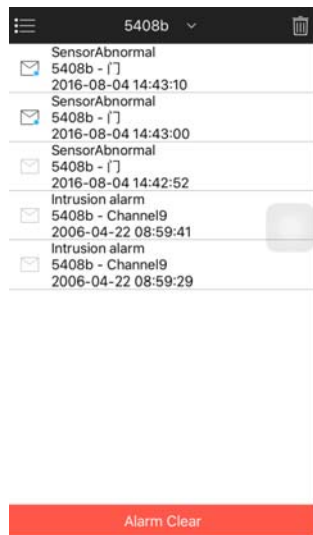 5408b
SensorAbnormal
5408b - 门
2016-08-04 14:43:10
SensorAbnormal
5408b - 门
2016-08-04 14:43:00
SensorAbnormal
5408b - 门
2016-08-04 14:42:52
Intrusion alarm
5408b - Channel9
2006-04-22 08:59:41
Intrusion alarm
5408b - Channel9
2006-04-22 08:59:29
Alarm Clear